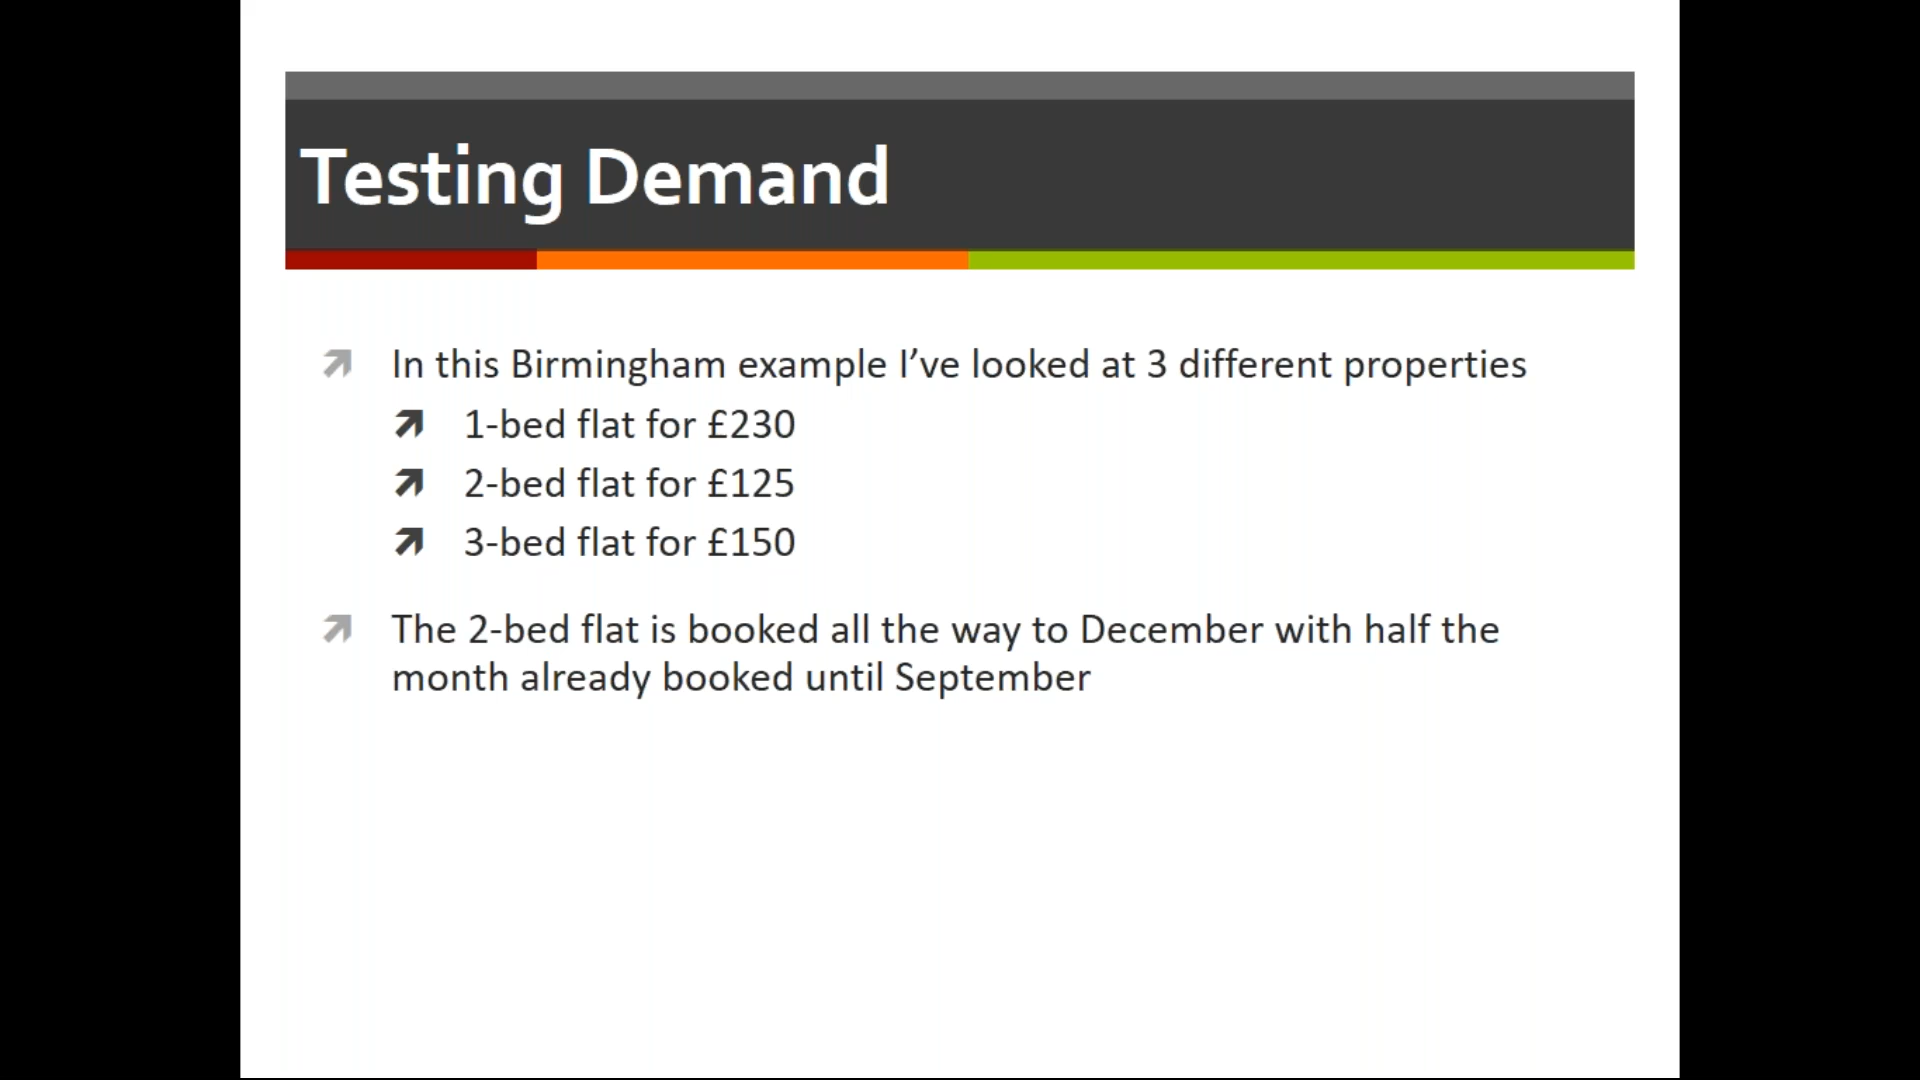 Testing Demand
In this Birmingham example I’ve looked at 3 different properties
1-bed flat for £230
2-bed flat for £125
3-bed flat for £150
The 2-bed flat is booked all the way to December with half the
month already booked until September